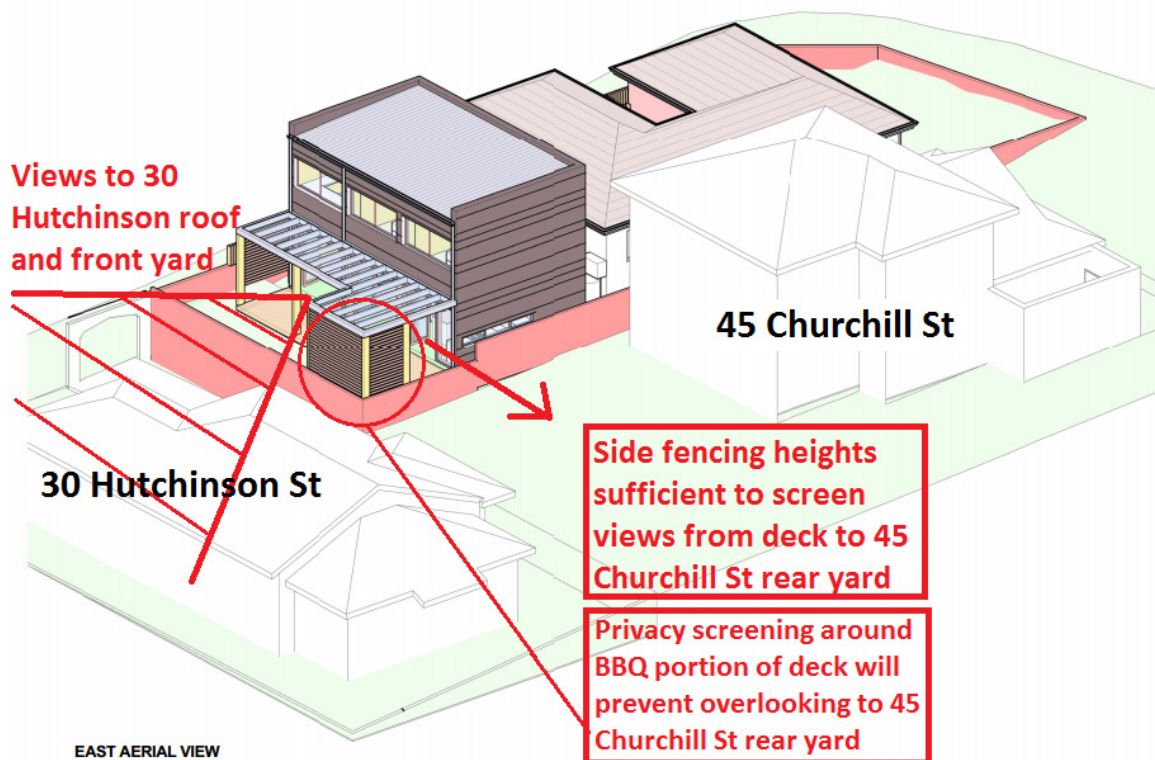 Views to 30
Hutchinson roof
and front yard
45 Churchill St
30 Hutchinson St
Side fencing heights
sufficient to screen
views from deck to 45
Churchill St rear yard
Privacy screening around
BBQ portion of deck will
prevent overlooking to 45
Churchill St rear yard
EAST AERIAL VIEW